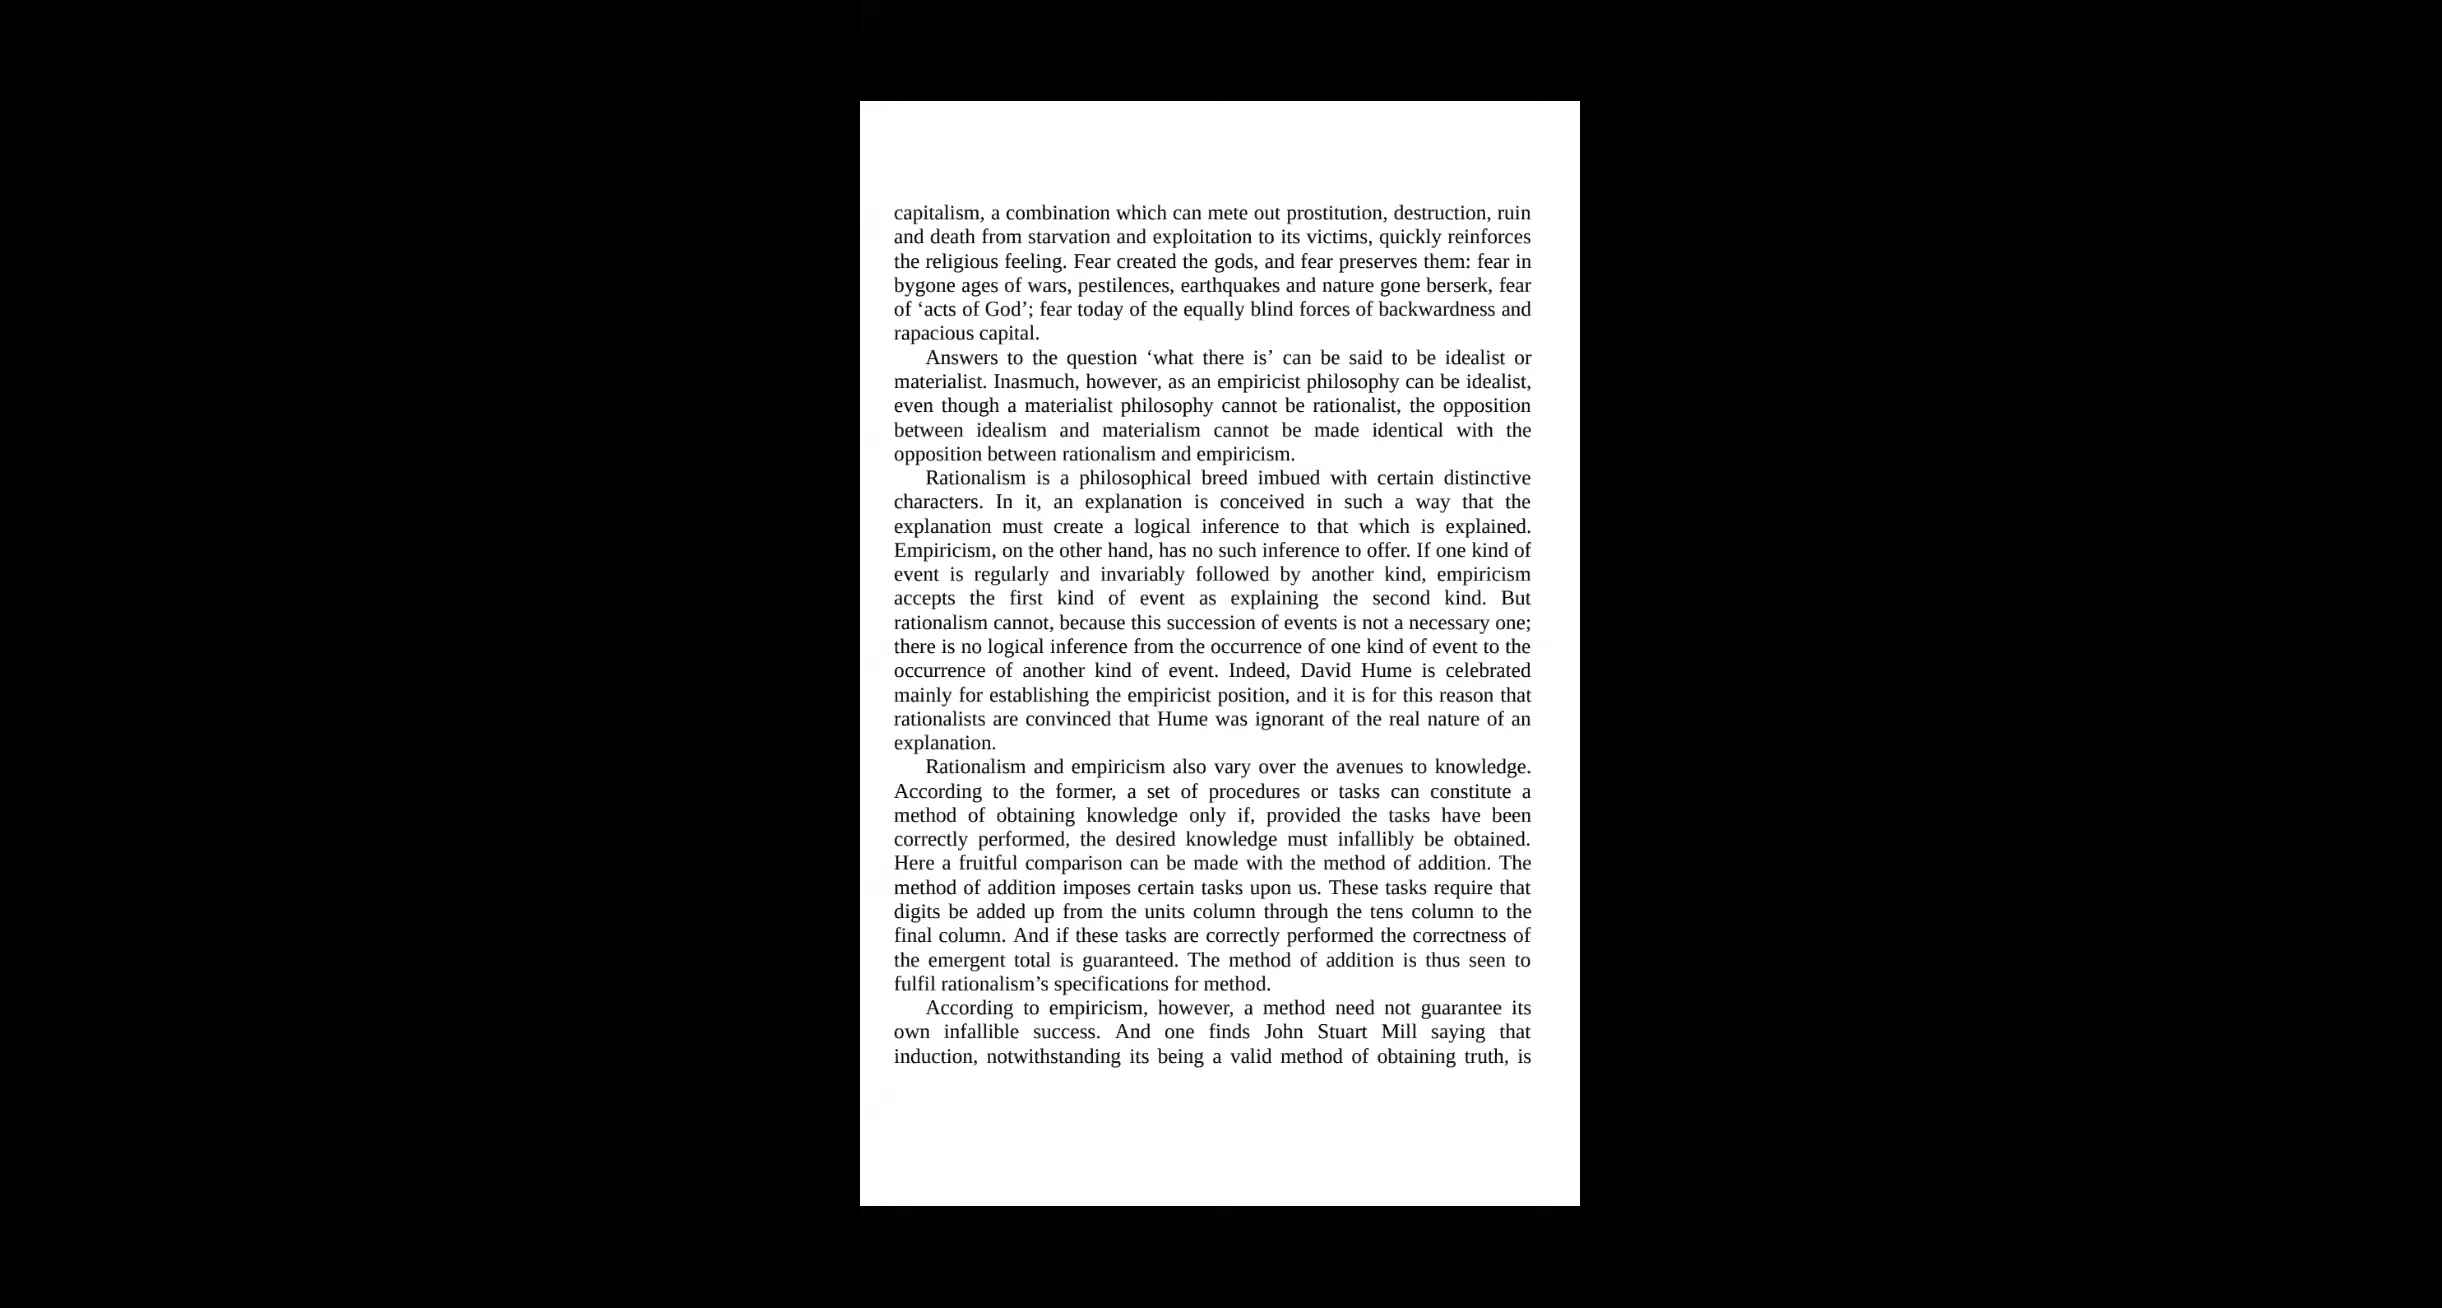 capitalism, a combination which can mete out prostitution, destruction, ruin
and death from starvation and exploitation to its victims, quickly reinforces
the religious feeling. Fear created the gods, and fear preserves them: fear in
bygone ages of wars, pestilences, earthquakes and nature gone berserk, fear
of ‘acts of God’; fear today of the equally blind forces of backwardness and
rapacious capital.
Answers to the question ‘what there is’ can be said to be idealist or
materialist. Inasmuch, however, as an empiricist philosophy can be idealist,
even though a materialist philosophy cannot be rationalist, the opposition
between idealism and materialism cannot be made identical with the
opposition between rationalism and empiricism.
Rationalism is a philosophical breed imbued with certain distinctive
characters. In it, an explanation is conceived in such a way that the
explanation must create a logical inference to that which is explained.
Empiricism, on the other hand, has no such inference to offer. If one kind of
event is regularly and invariably followed by another kind, empiricism
accepts the first kind of event as explaining the second kind. But
rationalism cannot, because this succession of events is not a necessary one;
there is no logical inference from the occurrence of one kind of event to the
occurrence of another kind of event. Indeed, David Hume is celebrated
mainly for establishing the empiricist position, and it is for this reason that
rationalists are convinced that Hume was ignorant of the real nature of an
explanation.
Rationalism and empiricism also vary over the avenues to knowledge.
According to the former, a set of procedures or tasks can constitute a
method of obtaining knowledge only if, provided the tasks have been
correctly performed, the desired knowledge must infallibly be obtained.
Here a fruitful comparison can be made with the method of addition. The
method of addition imposes certain tasks upon us. These tasks require that
digits be added up from the units column through the tens column to the
final column. And if these tasks are correctly performed the correctness of
the emergent total is guaranteed. The method of addition is thus seen to
fulfil rationalism’s specifications for method.
According to empiricism, however, a method need not guarantee its
own infallible success. And one finds John Stuart Mill saying that
induction, notwithstanding its being a valid method of obtaining truth, is